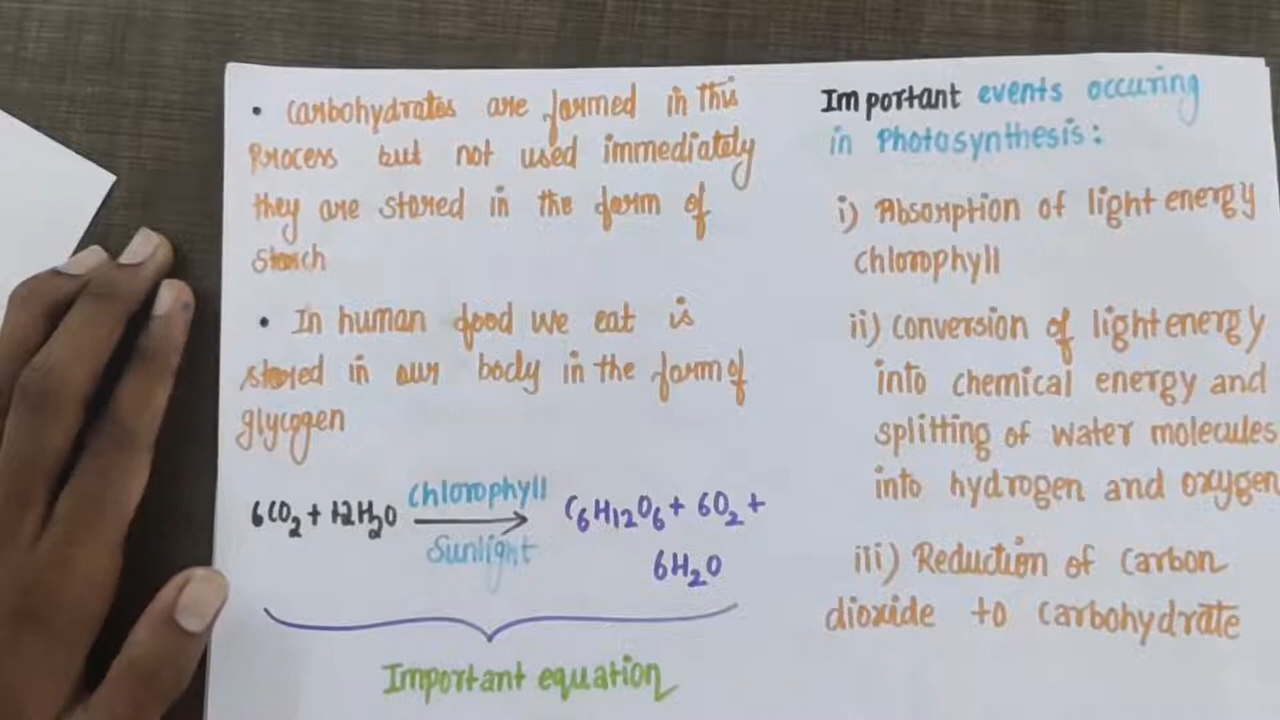 • Carbohydrates are formed in this
Process but not used immediately
they are stored in the form of
starch
• In human food we eat is
stored in our body in the form of
glycogen
6CO2 + 12H2O chlorophyll → C6H12O6 + 6O2 +
Sunlight
6H2O
Important equation
Important events occuring
in Photosynthesis:
i) Absorption of light energy
chlorophyll
ii) conversion of light energy
into chemical energy and
splitting of water molecules
into hydrogen and oxygen
iii) Reduction of Carbon
dioxide to carbohydrate